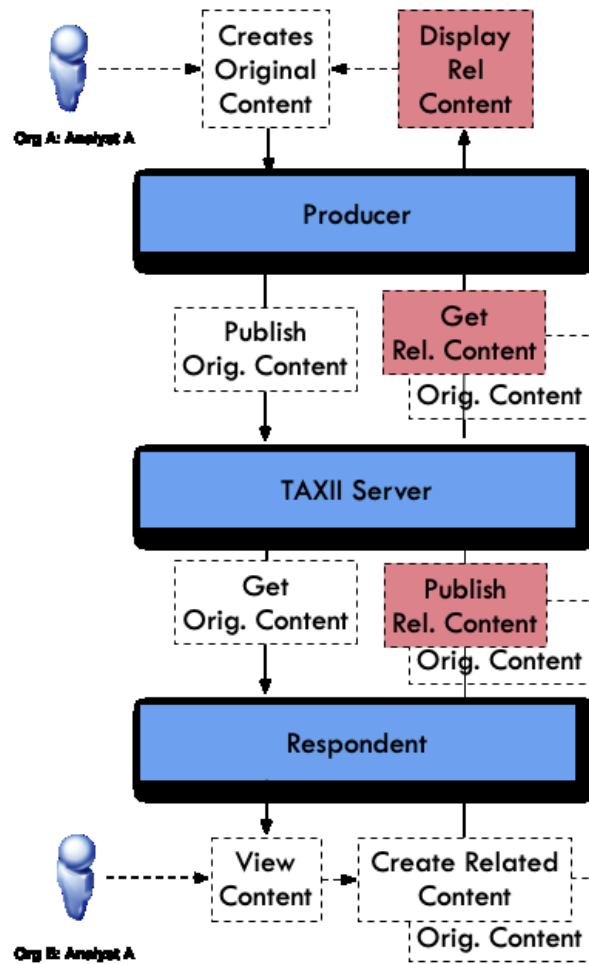 Creates
Original
Content
Display
Rel
Content
Org A: Analyst A
Producer
Publish
Orig. Content
Get
Rel. Content
Orig. Content
TAXII Server
Get
Orig. Content
Publish
Rel. Content
Orig. Content
Respondent
View
Content
Create Related
Content
Orig. Content
Org B: Analyst A